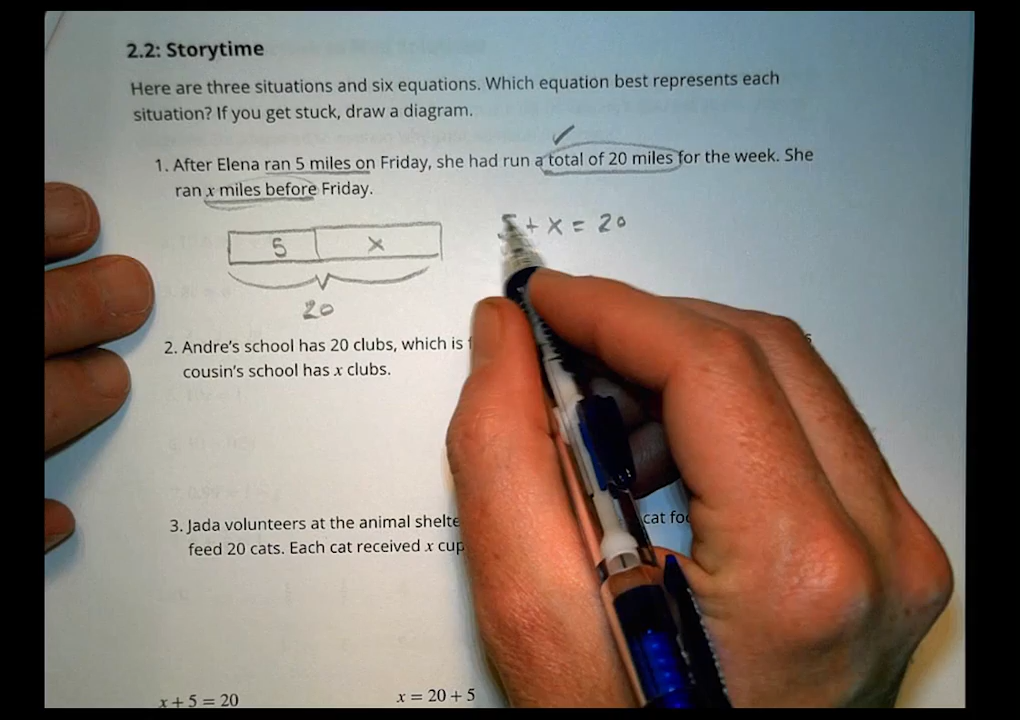 2.2: Storytime
Here are three situations and six equations. Which equation best represents each
situation? If you get stuck, draw a diagram.
1. After Elena ran 5 miles on Friday, she had run a total of 20 miles for the week. She
ran x miles before Friday.
5 x
20
5 + x = 20
2. Andre's school has 20 clubs, which is
cousin's school has x clubs.
3. Jada volunteers at the animal cat
feed 20 cats. Each cat received x
x + 5 = 20
x = 20 + 5